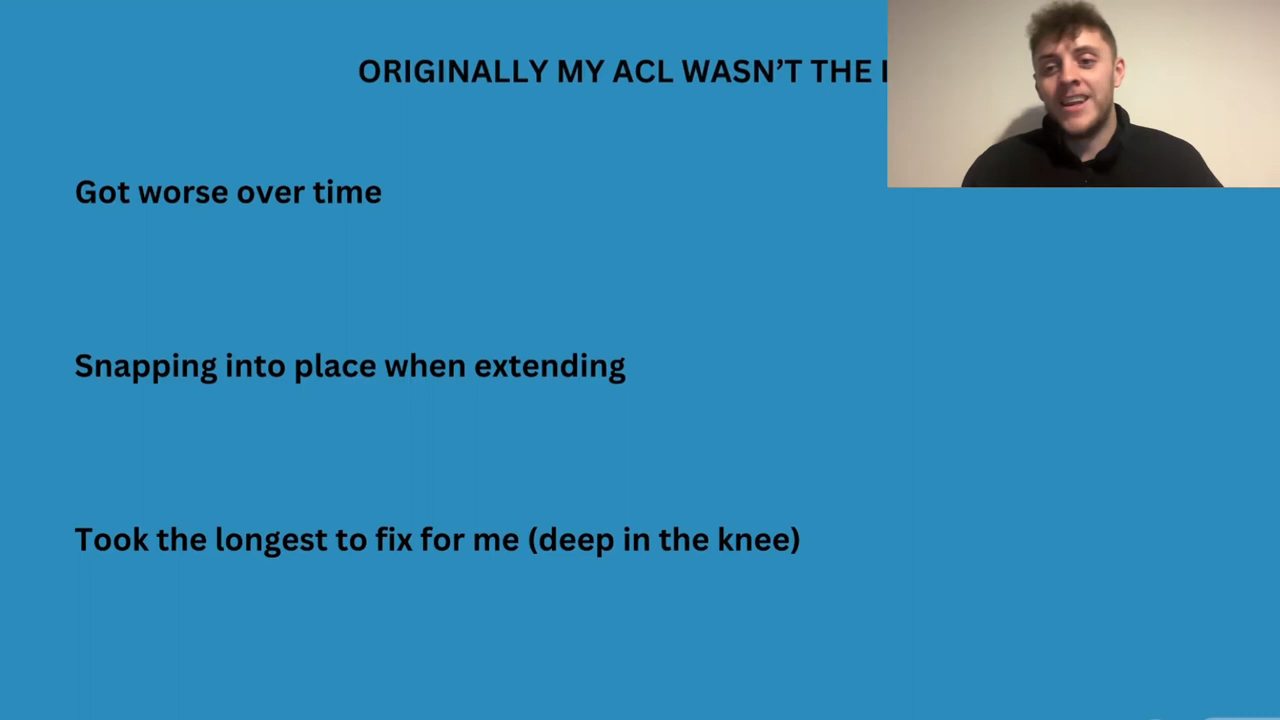 ORIGINALLY MY ACL WASN'T THE
Got worse over time
Snapping into place when extending
Took the longest to fix for me (deep in the knee)